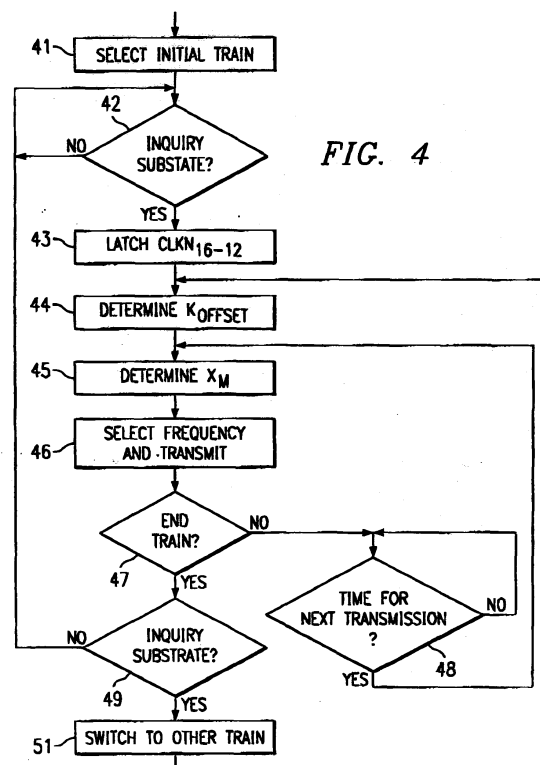 41
SELECT INITIAL TRAIN
42
NO
INQUIRY
SUBSTATE?
FIG. 4
YES
43
LATCH CLKN16-12
44
DETERMINE KOFFSET
45
DETERMINE XM
46
SELECT FREQUENCY
AND TRANSMIT
END
TRAIN?
NO
47
YES
TIME FOR
NEXT TRANSMISSION
?
NO
48
YES
NO
INQUIRY
SUBSTRATE?
49
YES
51
SWITCH TO OTHER TRAIN